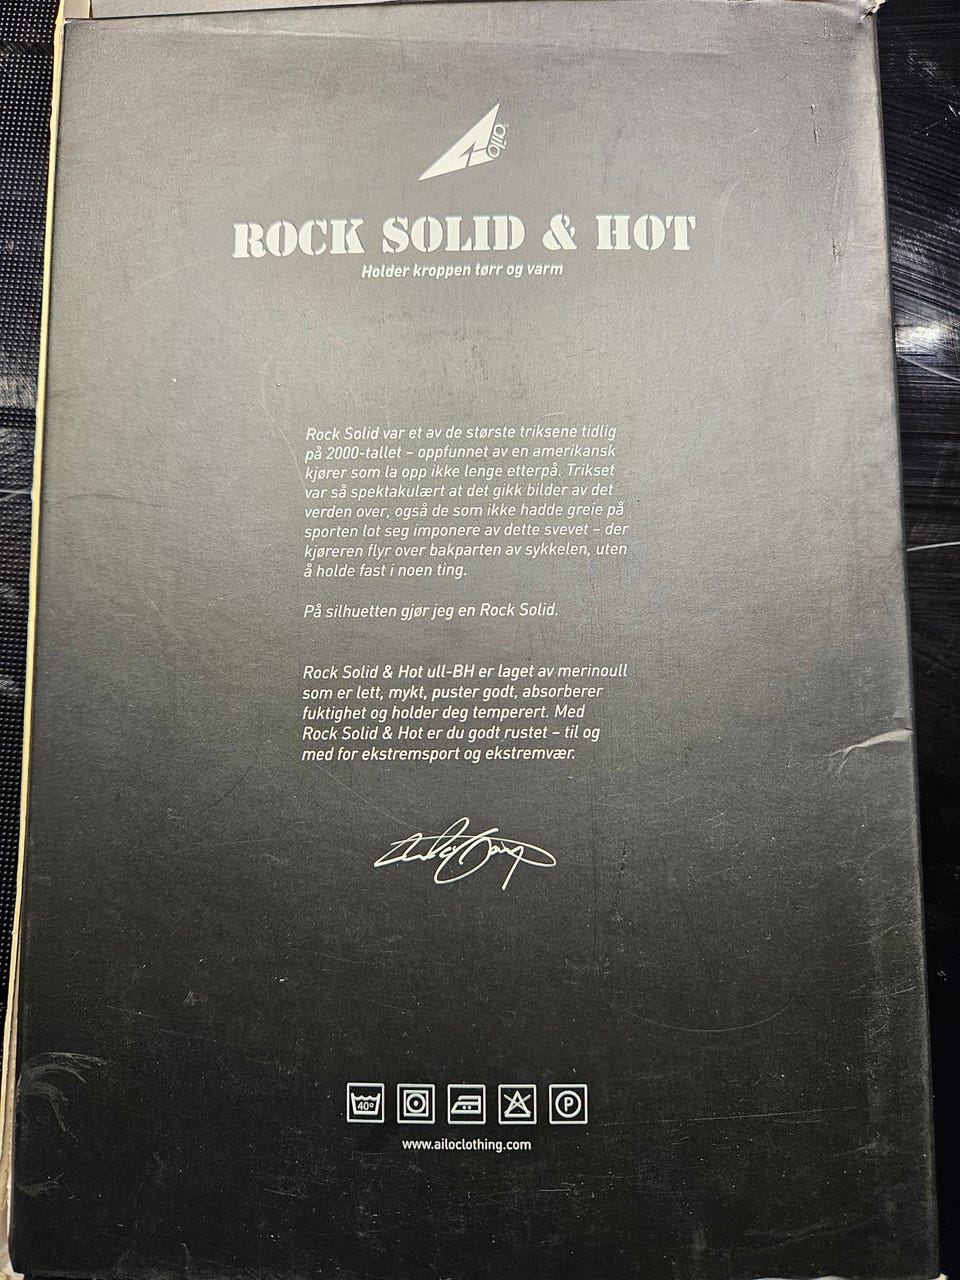 ailo
ROCK SOLID & HOT
Holder kroppen tørr og varm
Rock Solid var et av de største triksene tidlig
på 2000-tallet – oppfunnet av en amerikansk
kjører som la opp ikke lenge etterpå. Trikset
var så spektakulært at det gikk bilder av det
verden over, også de som ikke hadde greie på
sporten lot seg imponere av dette svevet – der
kjøreren flyr over bakparten av sykkelen, uten
å holde fast i noen ting.
På silhuetten gjør jeg en Rock Solid.
Rock Solid & Hot ull-BH er laget av merinoull
som er lett, mykt, puster godt, absorberer
fuktighet og holder deg temperert. Med
Rock Solid & Hot er du godt rustet – til og
med for ekstremsport og ekstremvær.
40° P
www.ailoclothing.com